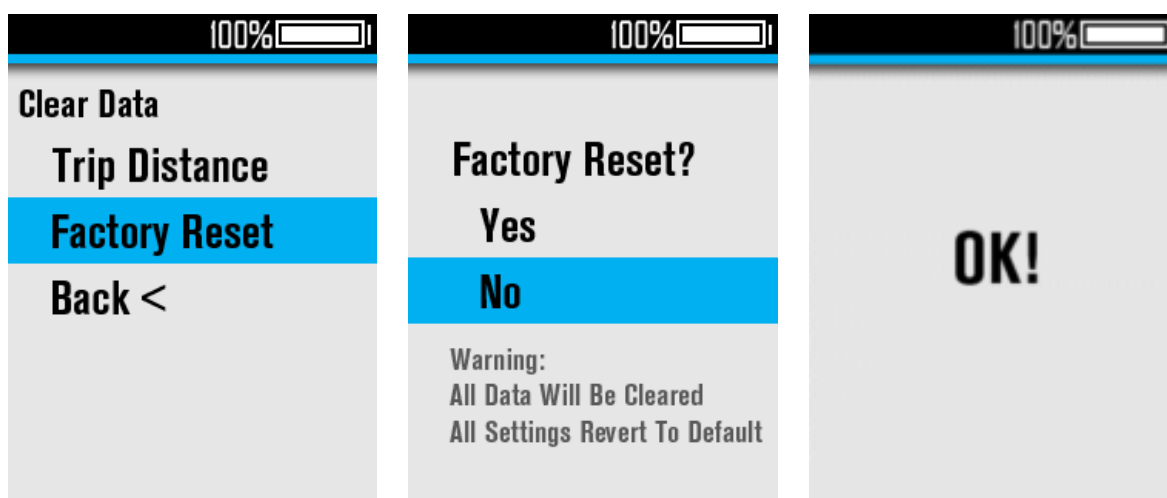 100%
Clear Data
Trip Distance
Factory Reset
Back <
100%
Factory Reset?
Yes
No
Warning:
All Data Will Be Cleared
All Settings Revert To Default
100%
OK!